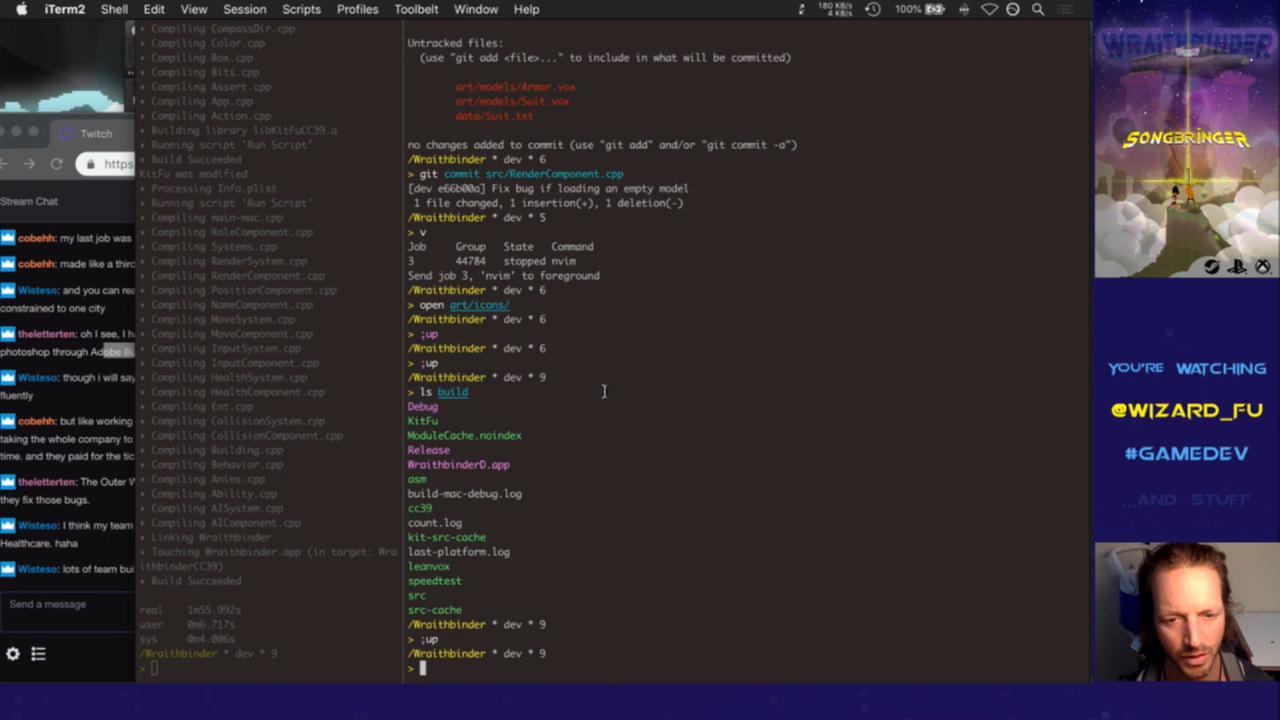 iTerm2 Shell Edit View Session Scripts Profiles Toolbelt Window Help
180 KB/s
4 KB/s
100%
Twitch
https
Stream Chat
cobehh: my last job was
cobehh: made like a third
Wisteso: and you can rea
constrained to one city
theletterten: oh I see, I h
photoshop through Adobe
Wisteso: though i will say
fluently
cobehh: but like working
taking the whole company to
time. and they paid for the tic
theletterten: The Outer W
they fix those bugs.
Wisteso: I think my team
Healthcare. haha
Wisteso: lots of team bui
Send a message
Compiling CompassDir.cpp
Compiling Color.cpp
Compiling Box.cpp
Compiling Bits.cpp
Compiling Assert.cpp
Compiling App.cpp
Compiling Action.cpp
Building library libKitFuCC39.a
Running script 'Run Script'
Build Succeeded
KitFu was modified
Processing Info.plist
Running script 'Run Script'
Compiling main-mac.cpp
Compiling RoleComponent.cpp
Compiling Systems.cpp
Compiling RenderSystem.cpp
Compiling RenderComponent.cpp
Compiling PositionComponent.cpp
Compiling NameComponent.cpp
Compiling MoveSystem.cpp
Compiling MoveComponent.cpp
Compiling InputSystem.cpp
Compiling InputComponent.cpp
Compiling HealthSystem.cpp
Compiling HealthComponent.cpp
Compiling Ent.cpp
Compiling CollisionSystem.cpp
Compiling CollisionComponent.cpp
Compiling Building.cpp
Compiling Behavior.cpp
Compiling Anims.cpp
Compiling Ability.cpp
Compiling AISystem.cpp
Compiling AIComponent.cpp
Linking Wraithbinder
Touching Wraithbinder.app (in target: Wra
ithbinderCC39)
Build Succeeded
real 1m55.992s
user 0m6.717s
sys 0m4.006s
/Wraithbinder * dev * 9
>
Untracked files:
(use "git add <file>..." to include in what will be committed)
art/models/Armor.vox
art/models/Suit.vox
data/Suit.txt
no changes added to commit (use "git add" and/or "git commit -a")
/Wraithbinder * dev * 6
> git commit src/RenderComponent.cpp
[dev e66b00a] Fix bug if loading an empty model
1 file changed, 1 insertion(+), 1 deletion(-)
/Wraithbinder * dev * 5
> v
Job Group State Command
3 44784 stopped nvim
Send job 3, 'nvim' to foreground
/Wraithbinder * dev * 6
> open art/icons/
/Wraithbinder * dev * 6
> ;up
/Wraithbinder * dev * 6
> ;up
/Wraithbinder * dev * 9
> ls build
Debug
KitFu
ModuleCache.noindex
Release
WraithbinderD.app
asm
build-mac-debug.log
cc39
count.log
kit-src-cache
last-platform.log
leanvox
speedtest
src
src-cache
/Wraithbinder * dev * 9
> ;up
/Wraithbinder * dev * 9
>
WRAITHBINDER
SONGBRINGER
YOU'RE WATCHING
@WIZARD_FU
#GAMEDEV
...AND STUFF